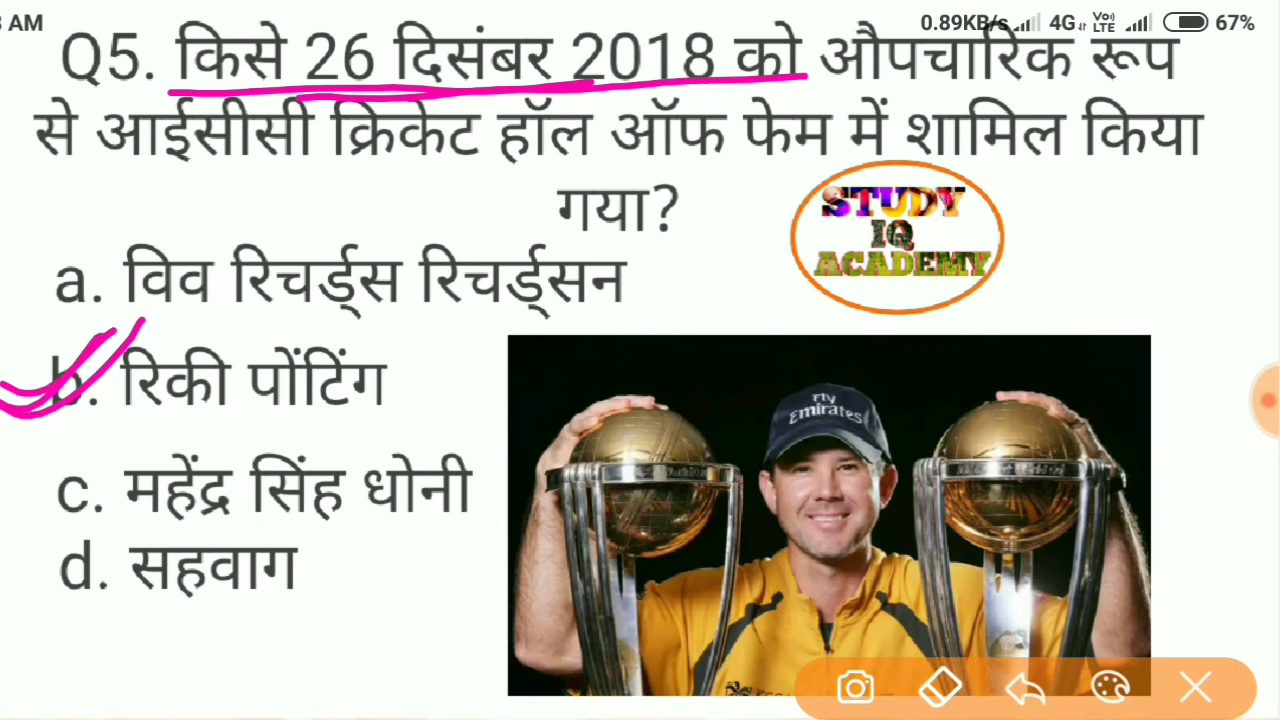 AM
0.89KB/s 4G Vo) LTE 67%
Q5. किसे 26 दिसंबर 2018 को औपचारिक रूप
से आईसीसी क्रिकेट हॉल ऑफ फेम में शामिल किया
गया?
STUDY
IQ
ACADEMY
a. विव रिचर्ड्स रिचर्ड्सन
b. रिकी पोंटिंग
c. महेंद्र सिंह धोनी
d. सहवाग
Fly
Emirates